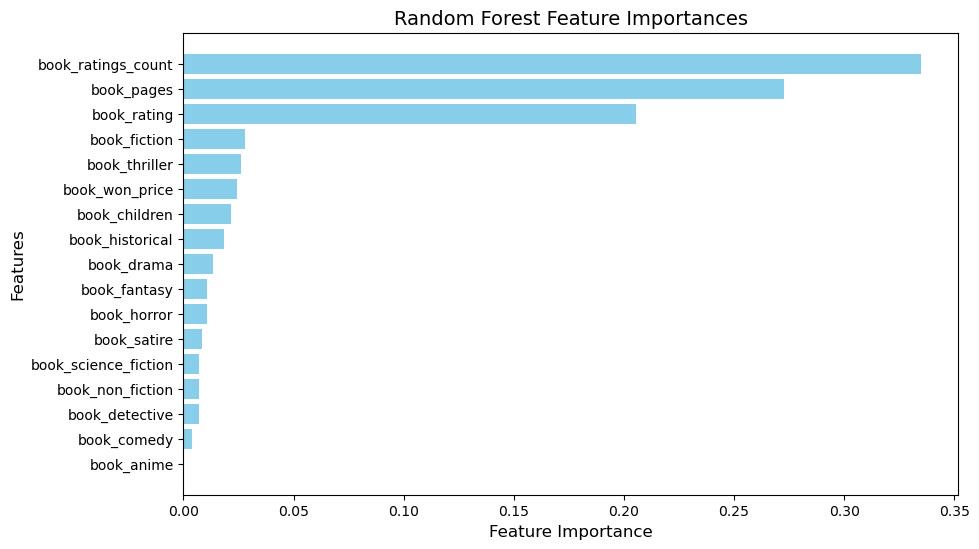 Random Forest Feature Importances
Features
book_ratings_count
book_pages
book_rating
book_fiction
book_thriller
book_won_price
book_children
book_historical
book_drama
book_fantasy
book_horror
book_satire
book_science_fiction
book_non_fiction
book_detective
book_comedy
book_anime
0.00 0.05 0.10 0.15 0.20 0.25 0.30 0.35
Feature Importance